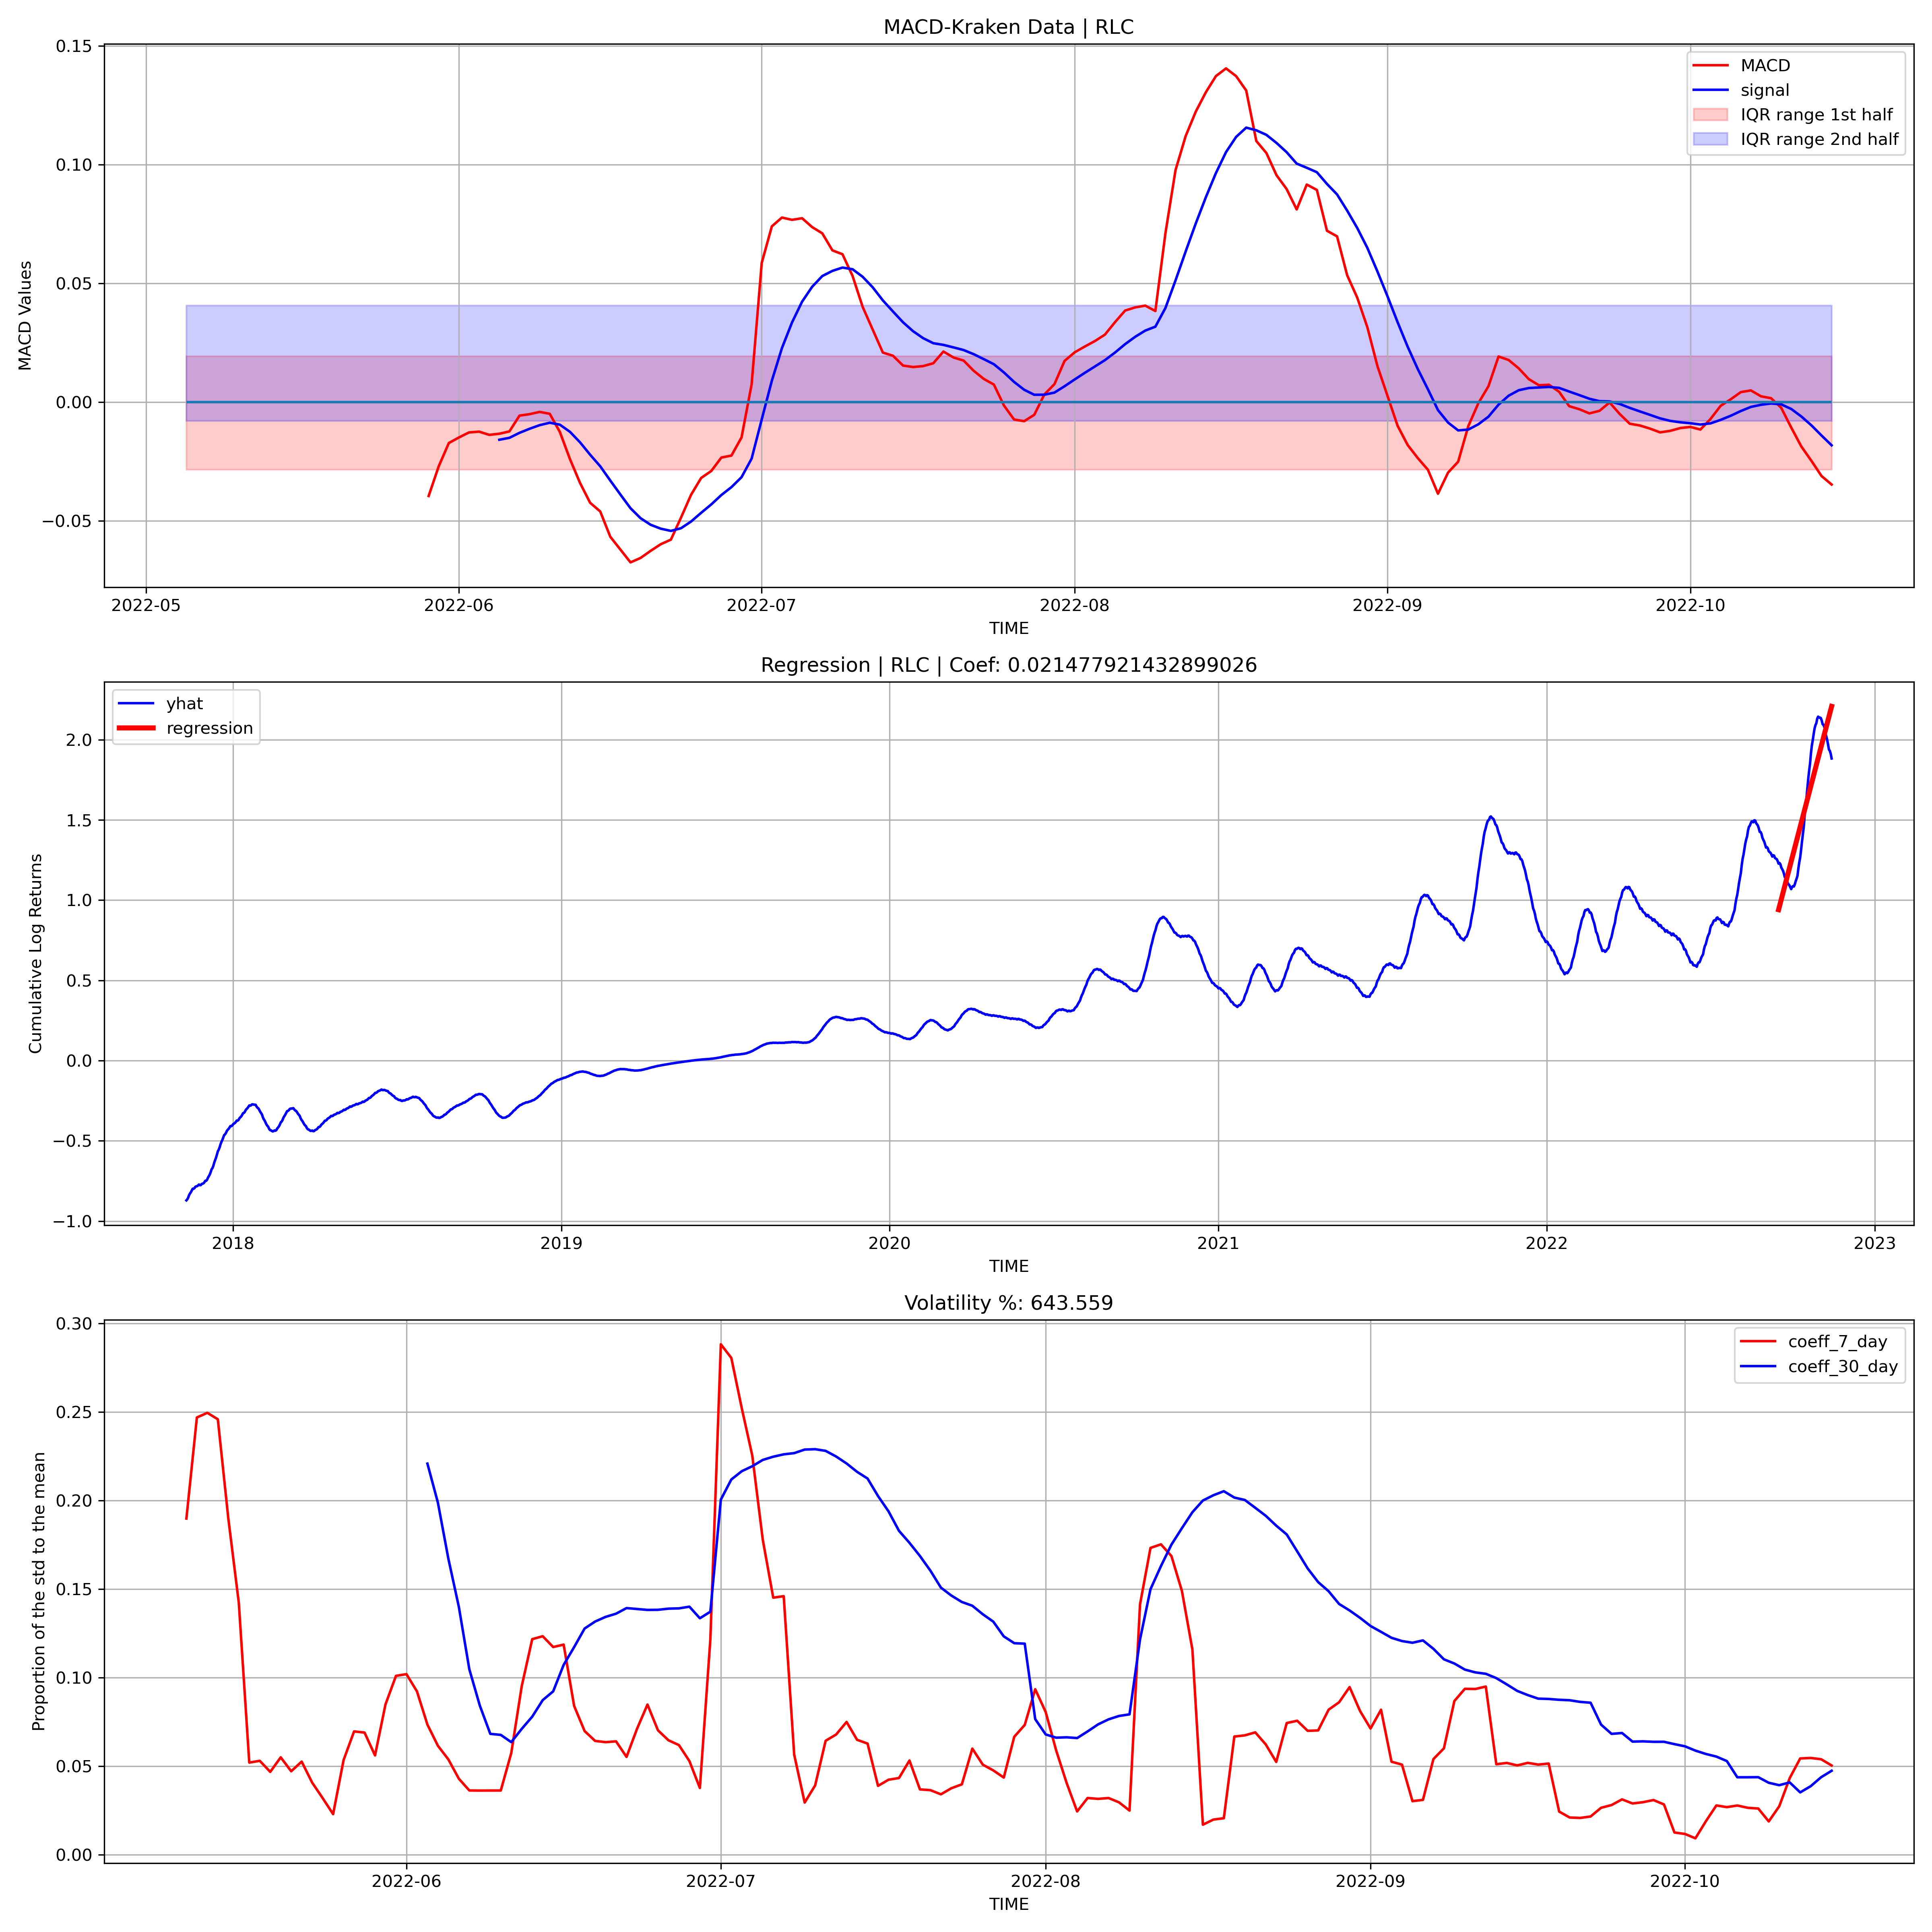 MACD-Kraken Data | RLC
MACD Values
0.15
0.10
0.05
0.00
−0.05
MACD
signal
IQR range 1st half
IQR range 2nd half
2022-05 2022-06 2022-07 2022-08 2022-09 2022-10
TIME
Regression | RLC | Coef: 0.021477921432899026
Cumulative Log Returns
yhat
regression
2.0
1.5
1.0
0.5
0.0
−0.5
−1.0
2018 2019 2020 2021 2022 2023
TIME
Volatility %: 643.559
Proportion of the std to the mean
0.30
0.25
0.20
0.15
0.10
0.05
0.00
coeff_7_day
coeff_30_day
2022-06 2022-07 2022-08 2022-09 2022-10
TIME